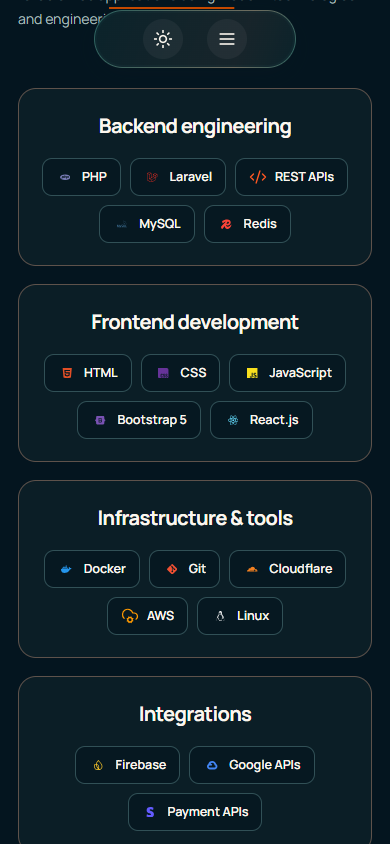 and engineer
Backend engineering
PHP
Laravel
REST APIs
MySQL
Redis
Frontend development
HTML
CSS
JavaScript
Bootstrap 5
React.js
Infrastructure & tools
Docker
Git
Cloudflare
AWS
Linux
Integrations
Firebase
Google APIs
Payment APIs